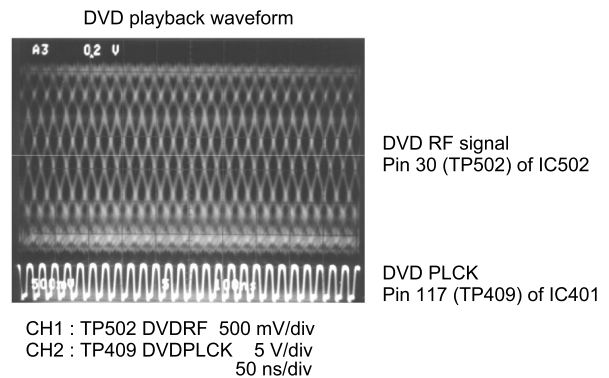 DVD playback waveform
A3 0.2 V
DVD RF signal
Pin 30 (TP502) of IC502
DVD PLCK
Pin 117 (TP409) of IC401
500mV 5 100ns
CH1 : TP502 DVDRF 500 mV/div
CH2 : TP409 DVDPLCK 5 V/div
50 ns/div